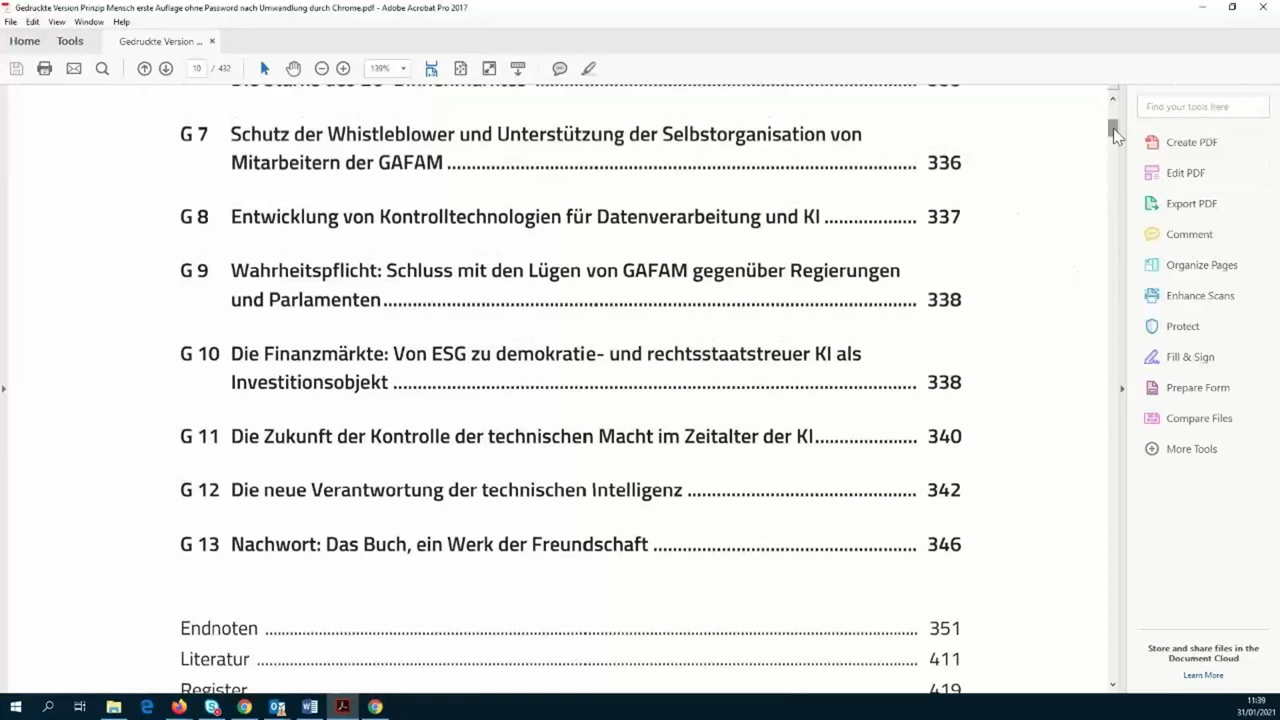 Gedruckte Version Prinzip Mensch erste Auflage ohne Password nach Umwandlung durch Chrome.pdf - Adobe Acrobat Pro 2017
File Edit View Window Help
Home Tools Gedruckte Version ... ×
10 / 432 139%
G 7 Schutz der Whistleblower und Unterstützung der Selbstorganisation von
Mitarbeitern der GAFAM ........ 336
G 8 Entwicklung von Kontrolltechnologien für Datenverarbeitung und KI ........ 337
G 9 Wahrheitspflicht: Schluss mit den Lügen von GAFAM gegenüber Regierungen
und Parlamenten ........ 338
G 10 Die Finanzmärkte: Von ESG zu demokratie- und rechtsstaatstreuer KI als
Investitionsobjekt ........ 338
G 11 Die Zukunft der Kontrolle der technischen Macht im Zeitalter der KI ........ 340
G 12 Die neue Verantwortung der technischen Intelligenz ........ 342
G 13 Nachwort: Das Buch, ein Werk der Freundschaft ........ 346
Endnoten ........ 351
Literatur ........ 411
Register ........ 419
Find your tools here
Create PDF
Edit PDF
Export PDF
Comment
Organize Pages
Enhance Scans
Protect
Fill & Sign
Prepare Form
Compare Files
More Tools
Store and share files in the
Document Cloud
Learn More
11:39
31/01/2021